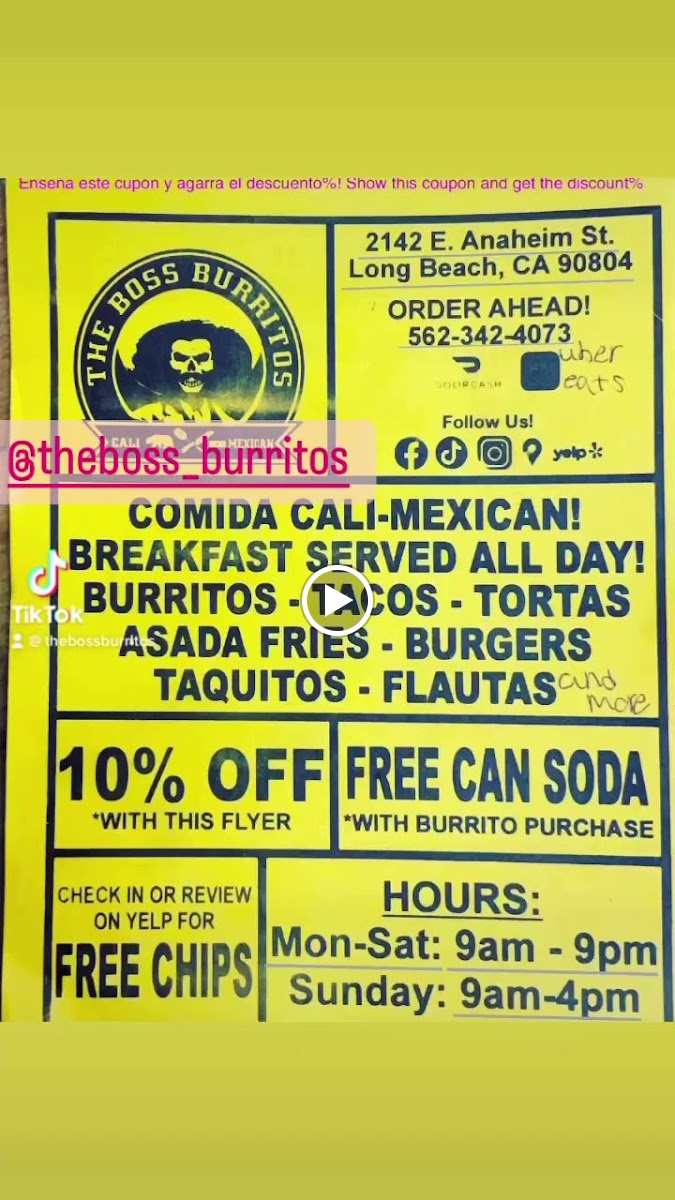 Ensena este cupon y agarra el descuento%! Show this coupon and get the discount%
THE BOSS BURRITOS
CALI MEXICAN
@theboss_burritos
2142 E. Anaheim St.
Long Beach, CA 90804
ORDER AHEAD!
562-342-4073
DOORDASH
uber
eats
Follow Us!
yelp
COMIDA CALI-MEXICAN!
BREAKFAST SERVED ALL DAY!
BURRITOS - TACOS - TORTAS
ASADA FRIES - BURGERS
TAQUITOS - FLAUTAS
and
more
TikTok
@thebossburritos
10% OFF
*WITH THIS FLYER
FREE CAN SODA
*WITH BURRITO PURCHASE
CHECK IN OR REVIEW
ON YELP FOR
FREE CHIPS
HOURS:
Mon-Sat: 9am - 9pm
Sunday: 9am-4pm